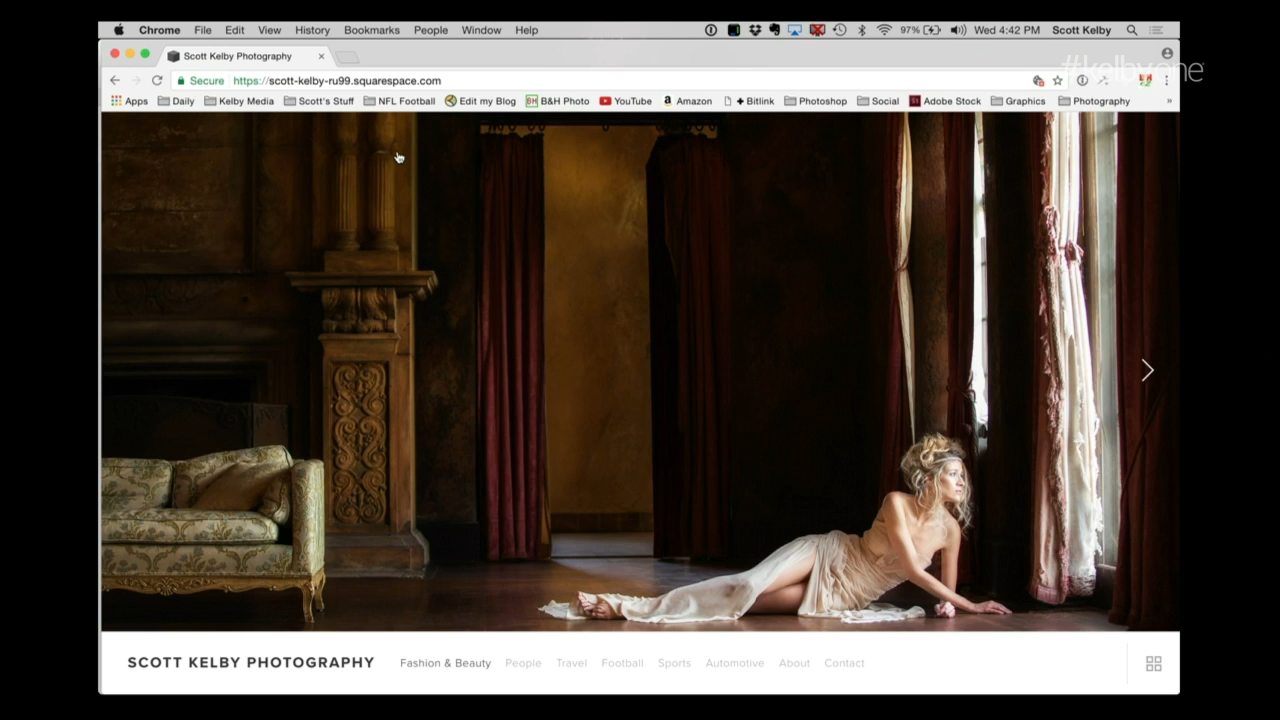 Chrome File Edit View History Bookmarks People Window Help 97% Wed 4:42 PM Scott Kelby
Scott Kelby Photography
#kelbyone
Secure https://scott-kelby-ru99.squarespace.com
Apps Daily Kelby Media Scott's Stuff NFL Football Edit my Blog BH B&H Photo YouTube a Amazon Bitlink Photoshop Social Adobe Stock Graphics Photography »
SCOTT KELBY PHOTOGRAPHY Fashion & Beauty People Travel Football Sports Automotive About Contact